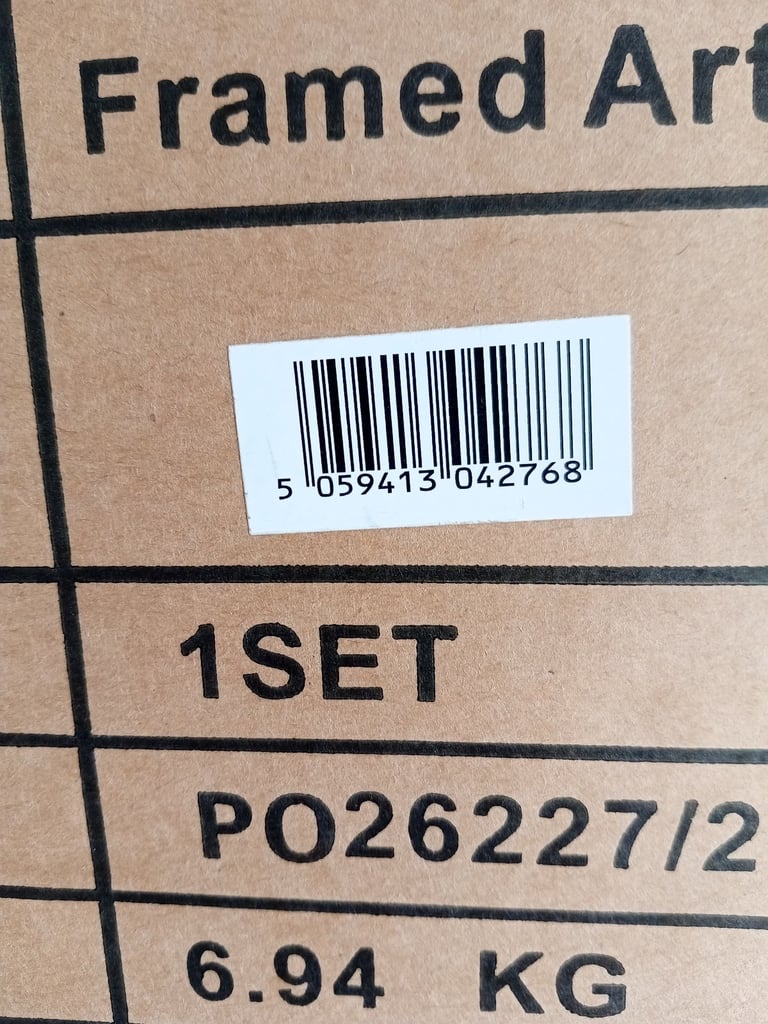 Framed Art
5 059413 042768
1SET
PO26227/2
6.94 KG